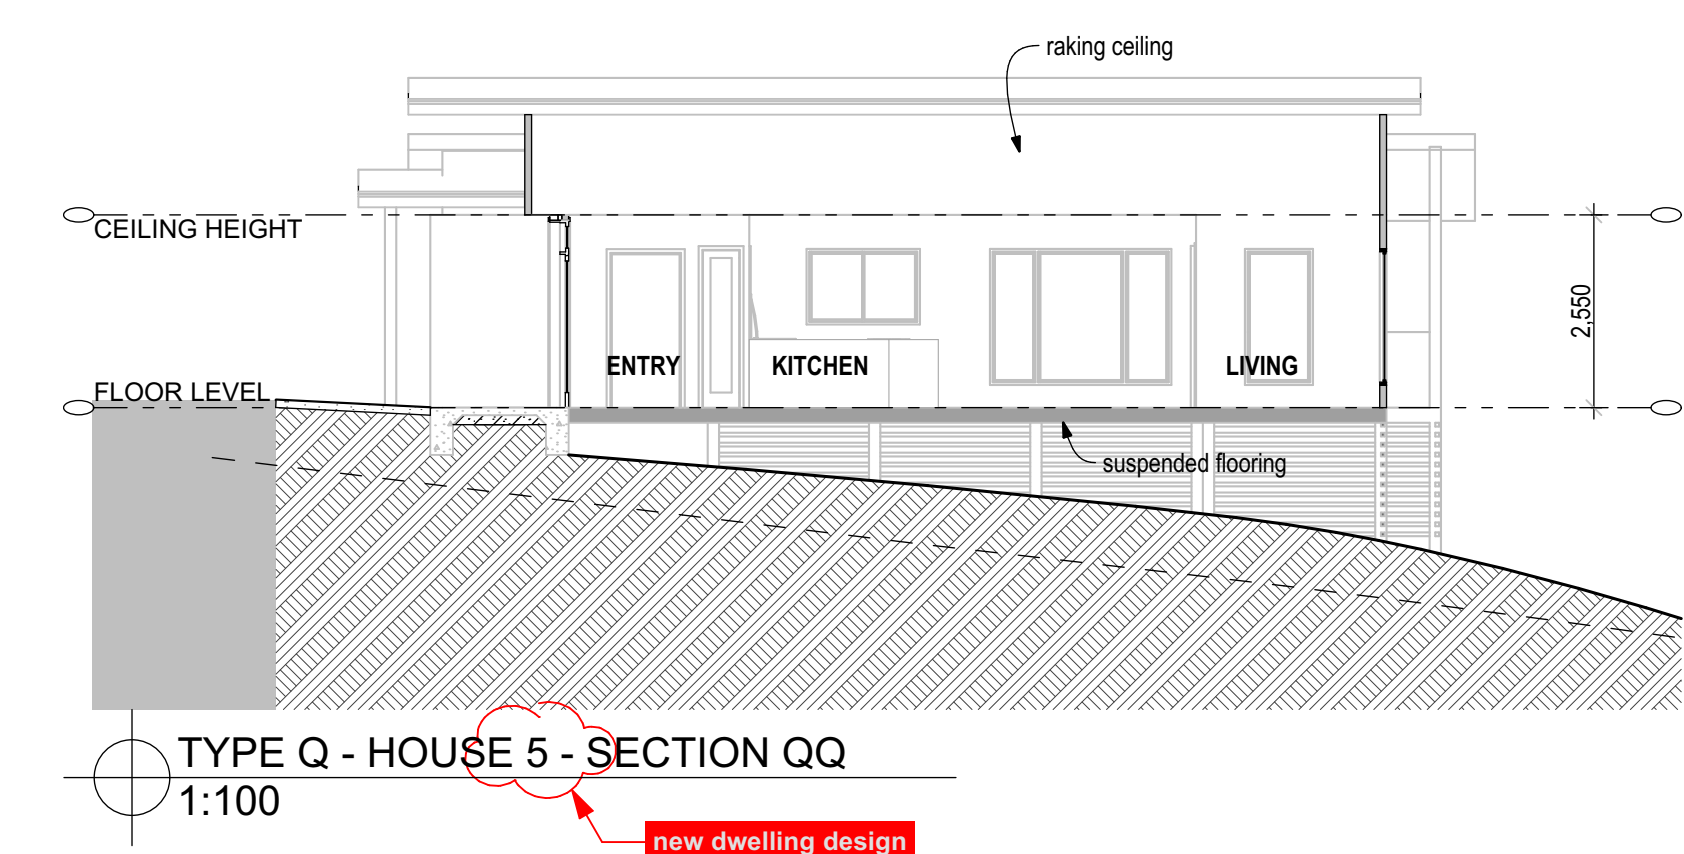 raking ceiling
CEILING HEIGHT
2,550
ENTRY
KITCHEN
LIVING
FLOOR LEVEL
suspended flooring
TYPE Q - HOUSE 5 - SECTION QQ
1:100
new dwelling design